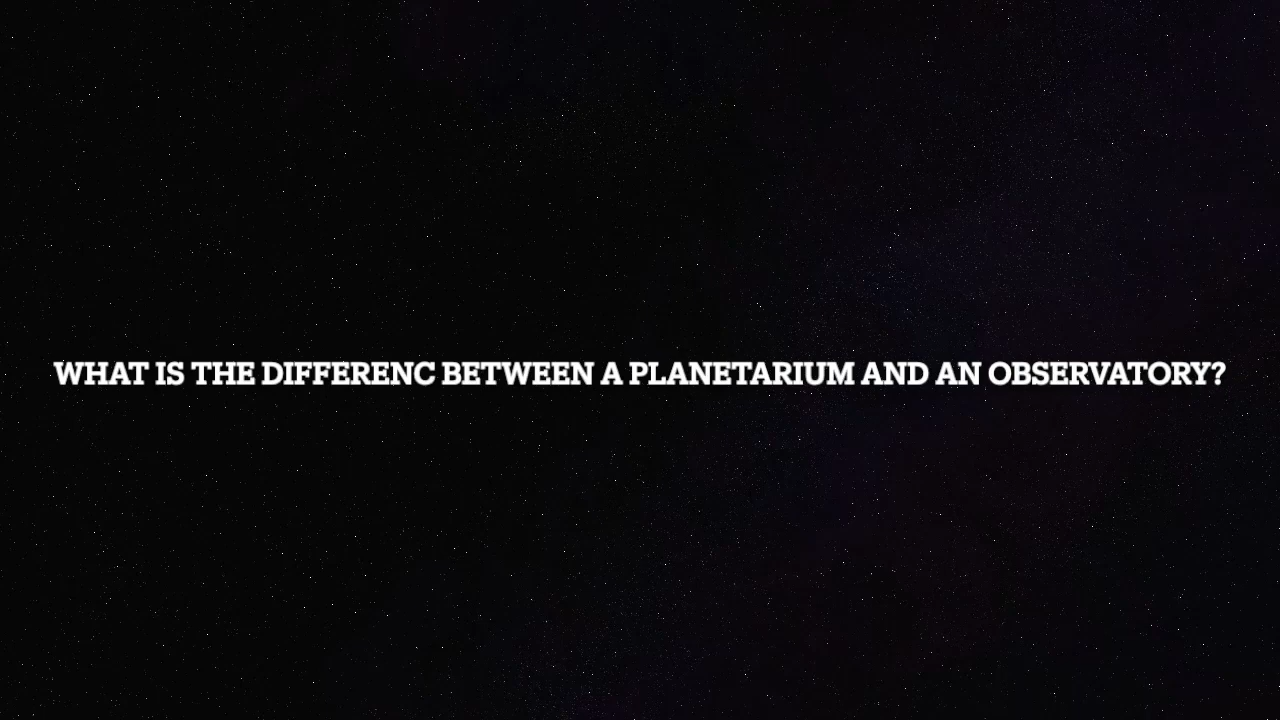 WHAT IS THE DIFFERENC BETWEEN A PLANETARIUM AND AN OBSERVATORY?